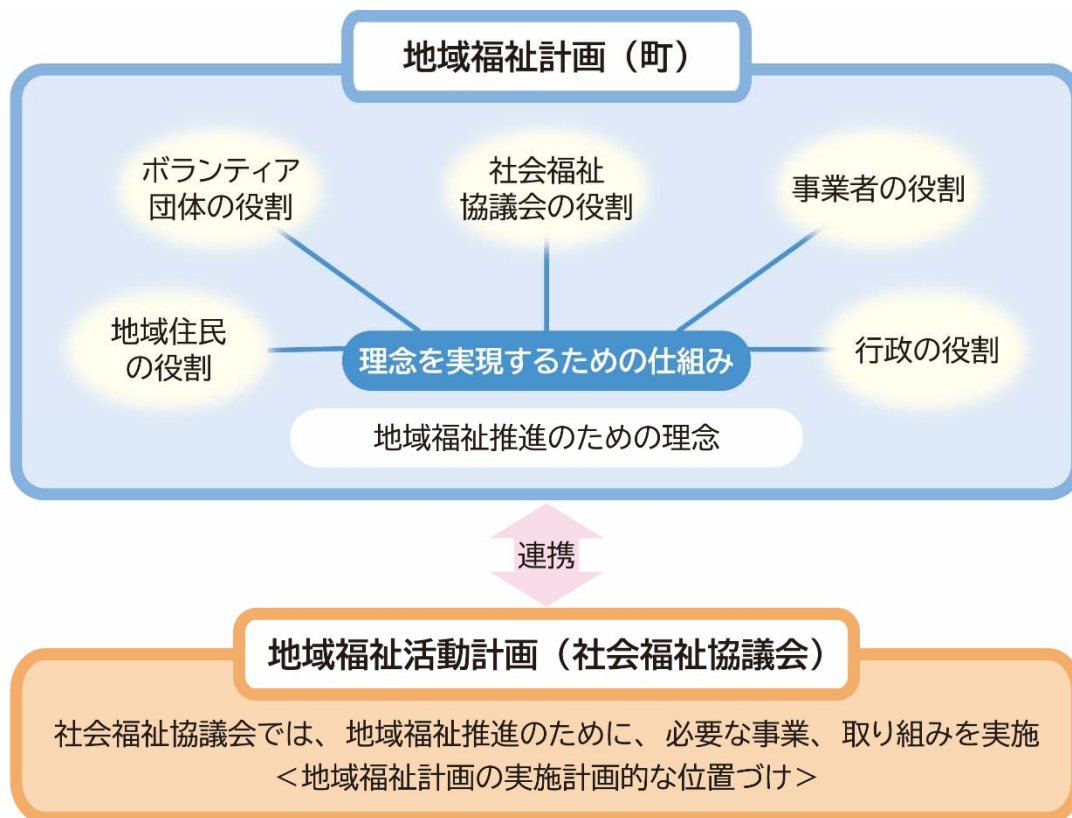 地域福祉計画（町）
ボランティア
団体の役割
社会福祉
協議会の役割
事業者の役割
地域住民
の役割
理念を実現するための仕組み
行政の役割
地域福祉推進のための理念
連携
地域福祉活動計画（社会福祉協議会）
社会福祉協議会では、地域福祉推進のために、必要な事業、取り組みを実施
＜地域福祉計画の実施計画的な位置づけ＞